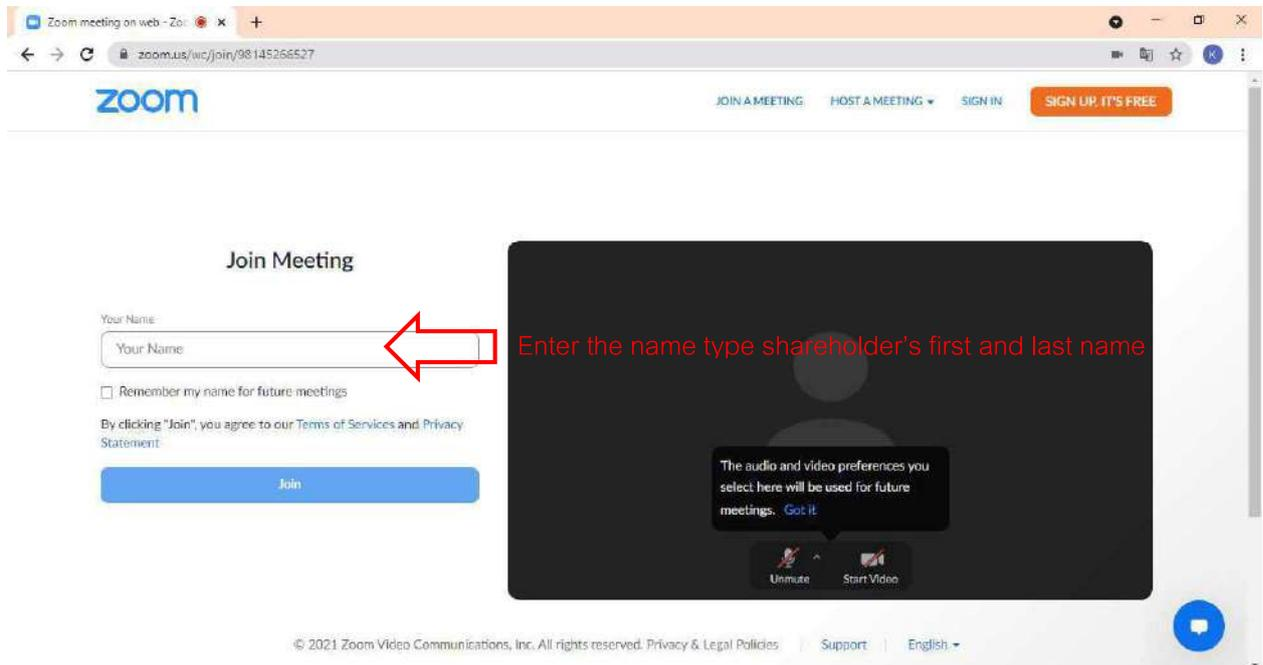 Zoom meeting on web - Zoo
zoom.us/wc/join/98145266527
K
zoom
JOIN A MEETING
HOST A MEETING
SIGN IN
SIGN UP, IT'S FREE
Join Meeting
Your Name
Your Name
Enter the name type shareholder's first and last name
Remember my name for future meetings
By clicking "Join", you agree to our Terms of Services and Privacy
Statement
Join
The audio and video preferences you
select here will be used for future
meetings. Got it
Unmute
Start Video
© 2021 Zoom Video Communications, Inc. All rights reserved. Privacy & Legal Policies
Support
English